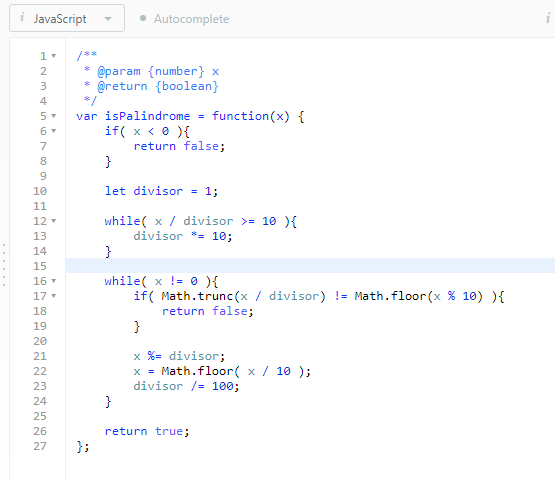 i JavaScript Autocomplete i
1 /**
2  * @param {number} x
3  * @return {boolean}
4  */
5 var isPalindrome = function(x) {
6     if( x < 0 ){
7         return false;
8     }
9
10     let divisor = 1;
11
12     while( x / divisor >= 10 ){
13         divisor *= 10;
14     }
15
16     while( x != 0 ){
17         if( Math.trunc(x / divisor) != Math.floor(x % 10) ){
18             return false;
19         }
20
21         x %= divisor;
22         x = Math.floor( x / 10 );
23         divisor /= 100;
24     }
25
26     return true;
27 };